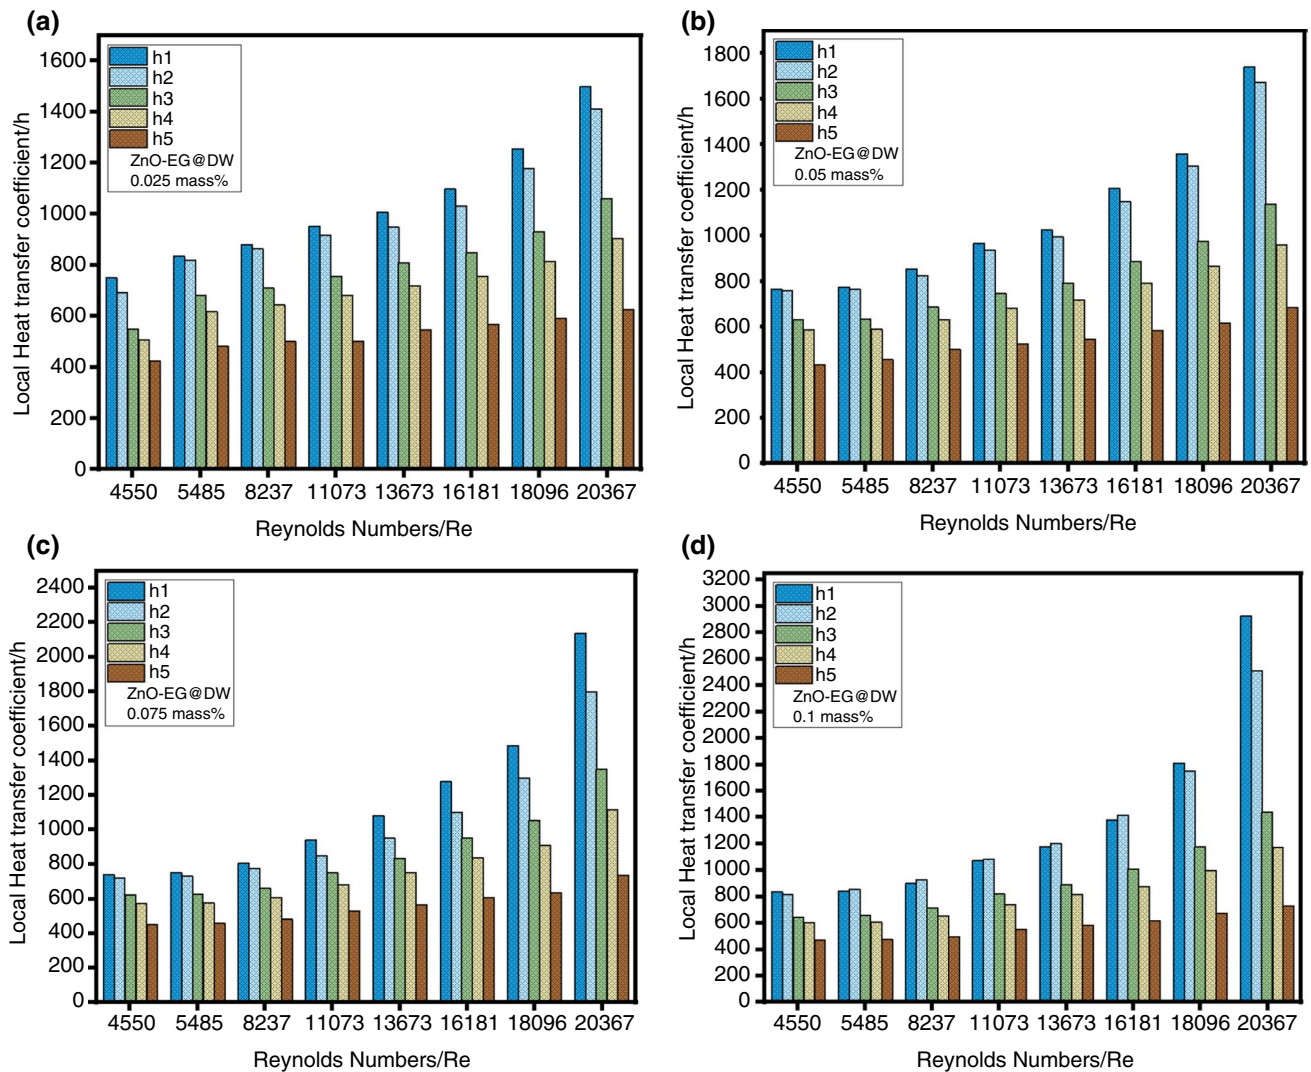 (a)
Local Heat transfer coefficient/h
1600
1400
1200
1000
800
600
400
200
0
h1
h2
h3
h4
h5
ZnO-EG@DW
0.025 mass%
4550 5485 8237 11073 13673 16181 18096 20367
Reynolds Numbers/Re
(b)
Local Heat transfer coefficient/h
1800
1600
1400
1200
1000
800
600
400
200
0
h1
h2
h3
h4
h5
ZnO-EG@DW
0.05 mass%
4550 5485 8237 11073 13673 16181 18096 20367
Reynolds Numbers/Re
(c)
Local Heat transfer coefficient/h
2400
2200
2000
1800
1600
1400
1200
1000
800
600
400
200
0
h1
h2
h3
h4
h5
ZnO-EG@DW
0.075 mass%
4550 5485 8237 11073 13673 16181 18096 20367
Reynolds Numbers/Re
(d)
Local Heat transfer coefficient/h
3200
3000
2800
2600
2400
2200
2000
1800
1600
1400
1200
1000
800
600
400
200
0
h1
h2
h3
h4
h5
ZnO-EG@DW
0.1 mass%
4550 5485 8237 11073 13673 16181 18096 20367
Reynolds Numbers/Re